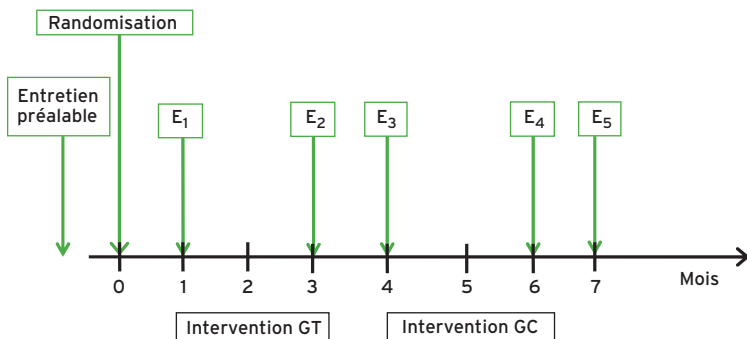 Randomisation
Entretien
préalable
E₁
E₂
E₃
E₄
E₅
0
1
2
3
4
5
6
7
Mois
Intervention GT
Intervention GC